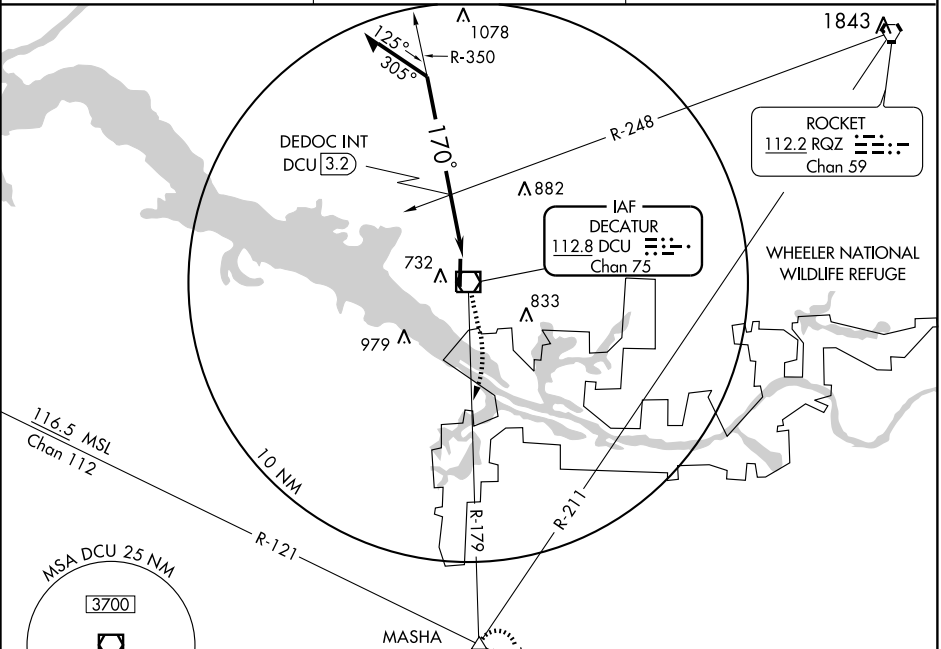 1078
1843
125°
R-350
305°
170°
R-248
ROCKET
112.2 RQZ
Chan 59
DEDOC INT
DCU 3.2
882
IAF
DECATUR
112.8 DCU
Chan 75
WHEELER NATIONAL
WILDLIFE REFUGE
732
833
979
116.5 MSL
Chan 112
10 NM
R-179
R-211
R-121
MSA DCU 25 NM
3700
MASHA